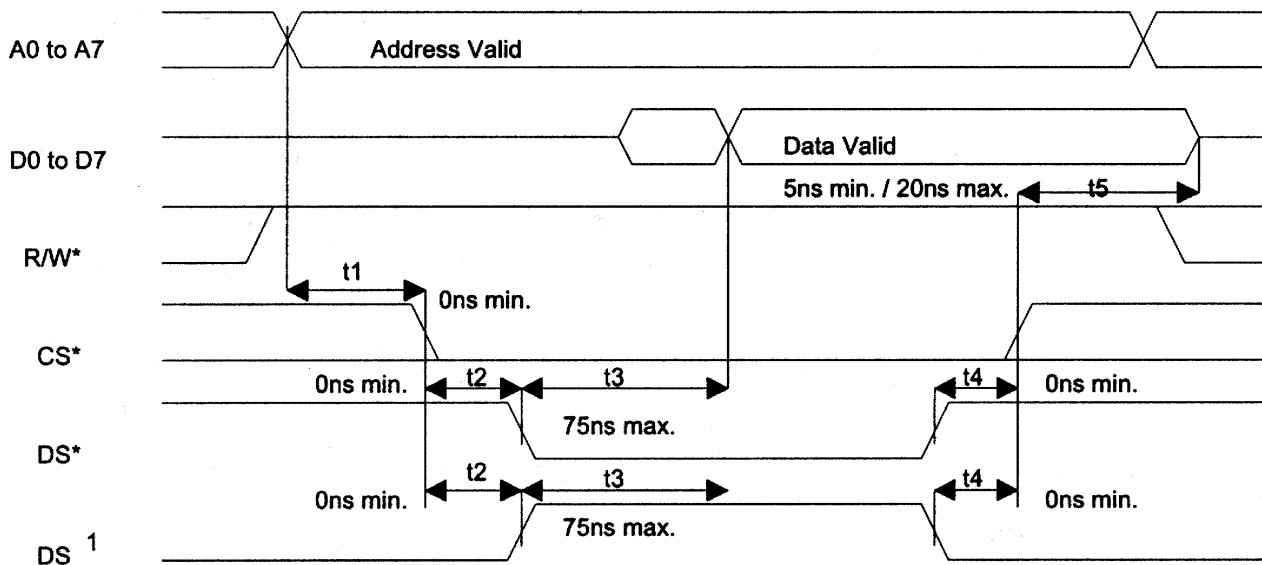 A0 to A7
Address Valid
D0 to D7
Data Valid
5ns min. / 20ns max.
t5
R/W*
t1
0ns min.
CS*
0ns min.
t2
t3
t4
0ns min.
75ns max.
DS*
0ns min.
t2
t3
t4
0ns min.
75ns max.
DS 1